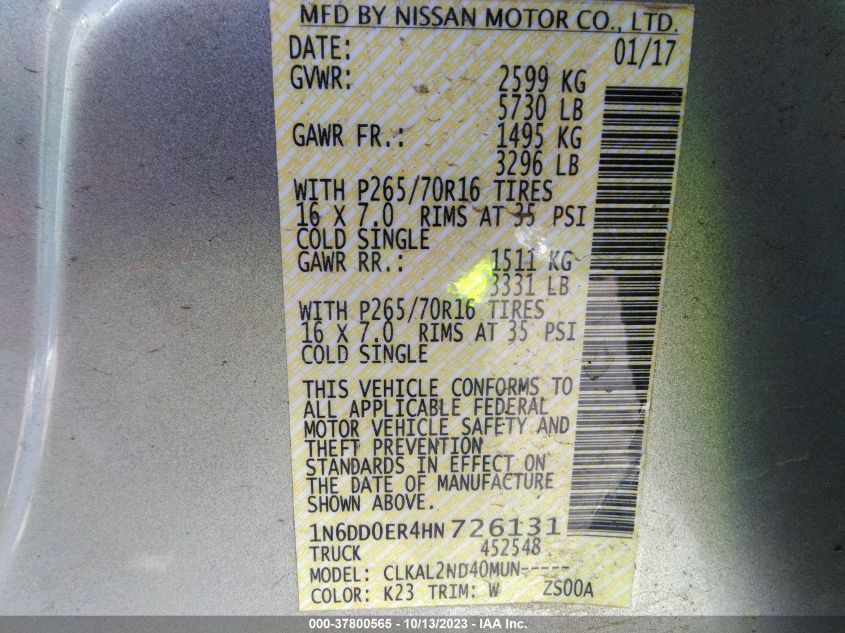 MFD BY NISSAN MOTOR CO., LTD.
DATE: 01/17
GVWR: 2599 KG
5730 LB
GAWR FR.: 1495 KG
3296 LB
WITH P265/70R16 TIRES
16 X 7.0 RIMS AT 35 PSI
COLD SINGLE
GAWR RR.: 1511 KG
3331 LB
WITH P265/70R16 TIRES
16 X 7.0 RIMS AT 35 PSI
COLD SINGLE
THIS VEHICLE CONFORMS TO
ALL APPLICABLE FEDERAL
MOTOR VEHICLE SAFETY AND
THEFT PREVENTION
STANDARDS IN EFFECT ON
THE DATE OF MANUFACTURE
SHOWN ABOVE.
1N6DD0ER4HN 726131
TRUCK 452548
MODEL: CLKAL2ND40MUN-----
COLOR: K23 TRIM: W ZS00A
000-37800565 - 10/13/2023 - IAA Inc.